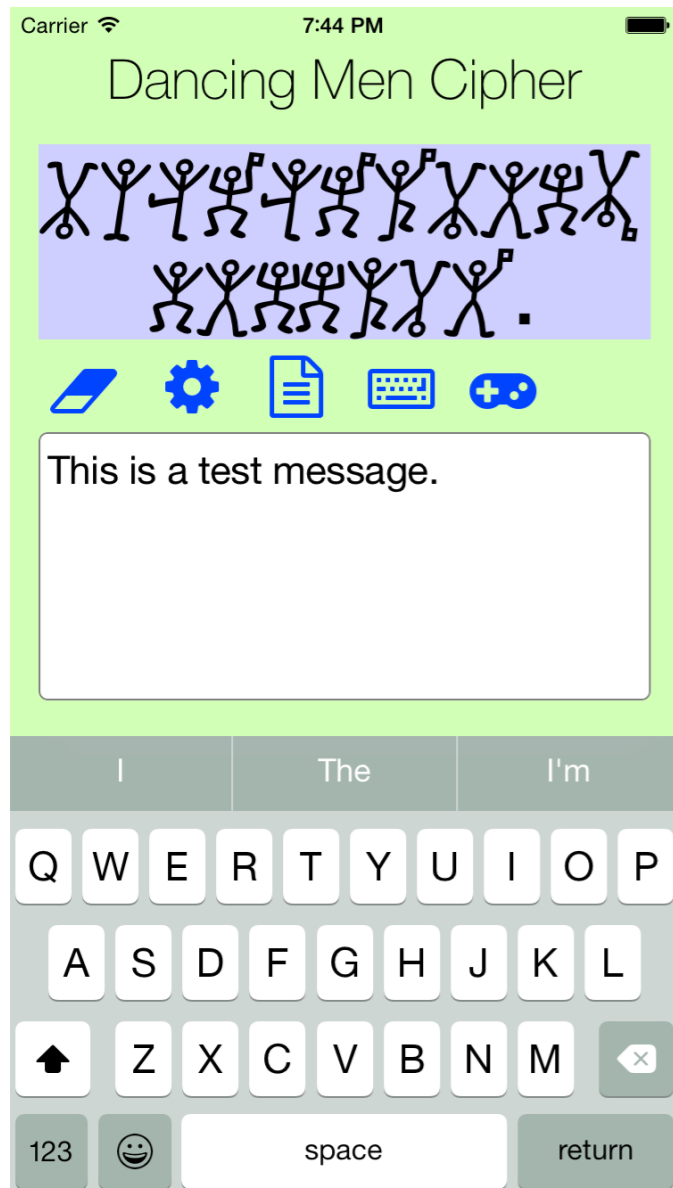 Carrier 7:44 PM
Dancing Men Cipher
.
This is a test message.
I The I'm
Q W E R T Y U I O P
A S D F G H J K L
Z X C V B N M
123 space return